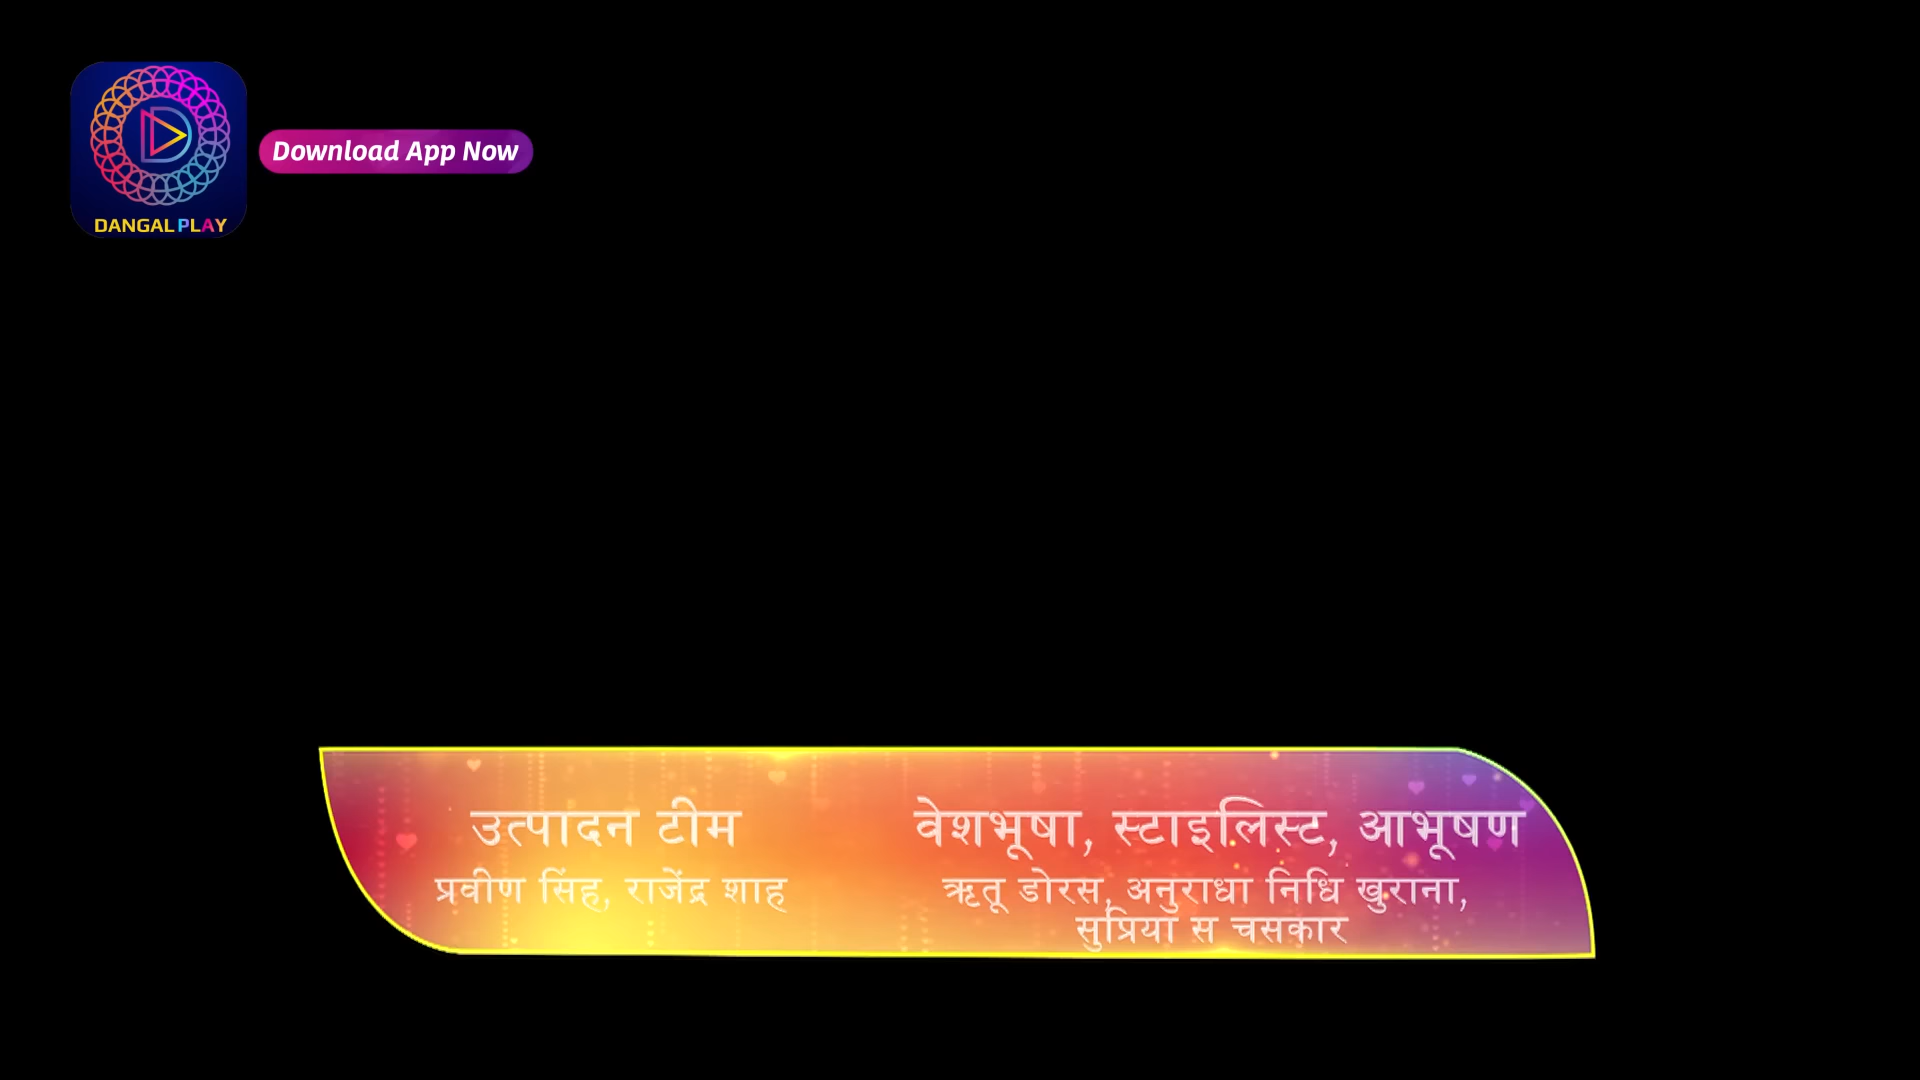 Download App Now
DANGAL PLAY
उत्पादन टीम
प्रवीण सिंह, राजेंद्र शाह
वेशभूषा, स्टाइलिस्ट, आभूषण
ऋतू डोरस, अनुराधा निधि खुराना,
सुप्रिया स चसकार